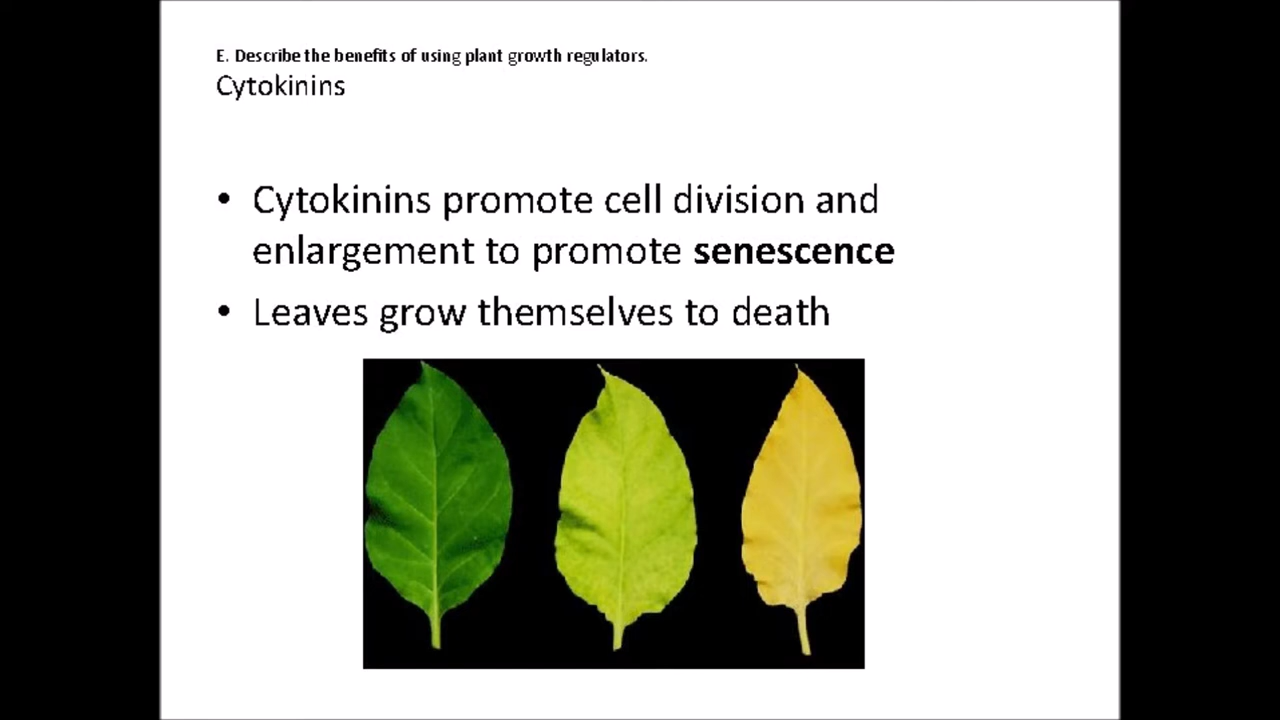 E. Describe the benefits of using plant growth regulators.
Cytokinins
• Cytokinins promote cell division and
enlargement to promote senescence
• Leaves grow themselves to death